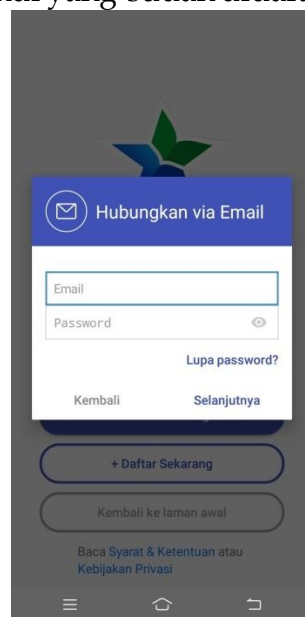 Hubungkan via Email
Email
Password
Lupa password?
Kembali Selanjutnya
+ Daftar Sekarang
Kembali ke laman awal
Baca Syarat & Ketentuan atau
Kebijakan Privasi